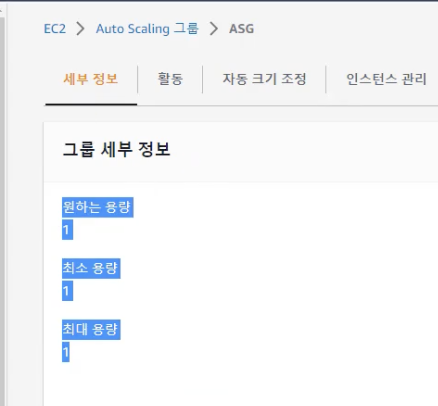 EC2 > Auto Scaling 그룹 > ASG
세부 정보 활동 자동 크기 조정 인스턴스 관리
그룹 세부 정보
원하는 용량
1
최소 용량
1
최대 용량
1